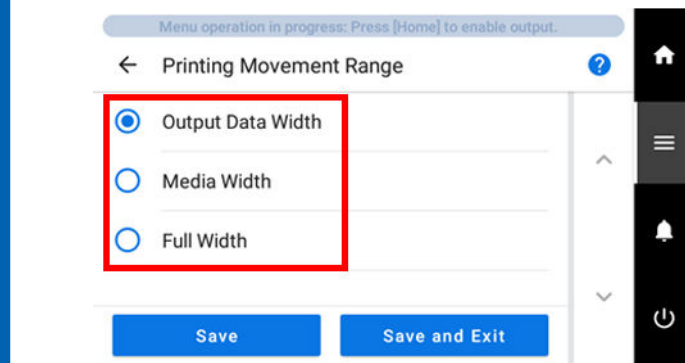 Menu operation in progress: Press [Home] to enable output.
Printing Movement Range
Output Data Width
Media Width
Full Width
Save
Save and Exit